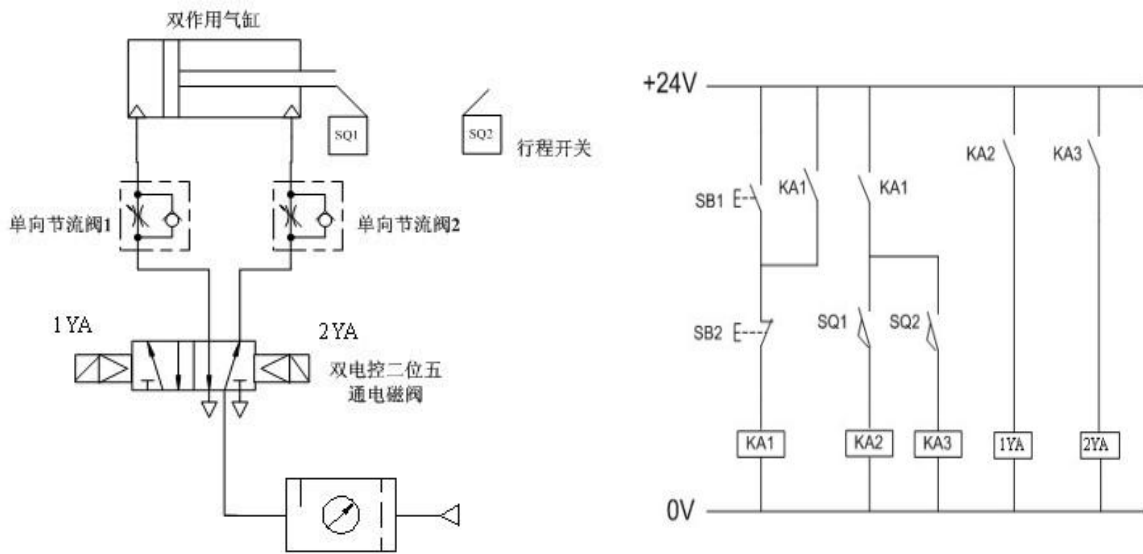 双作用气缸
SQ1
SQ2
行程开关
单向节流阀1
单向节流阀2
1YA
2YA
双电控二位五
通电磁阀
+24V
SB1
KA1
KA1
KA2
KA3
SB2
SQ1
SQ2
KA1
KA2
KA3
1YA
2YA
0V